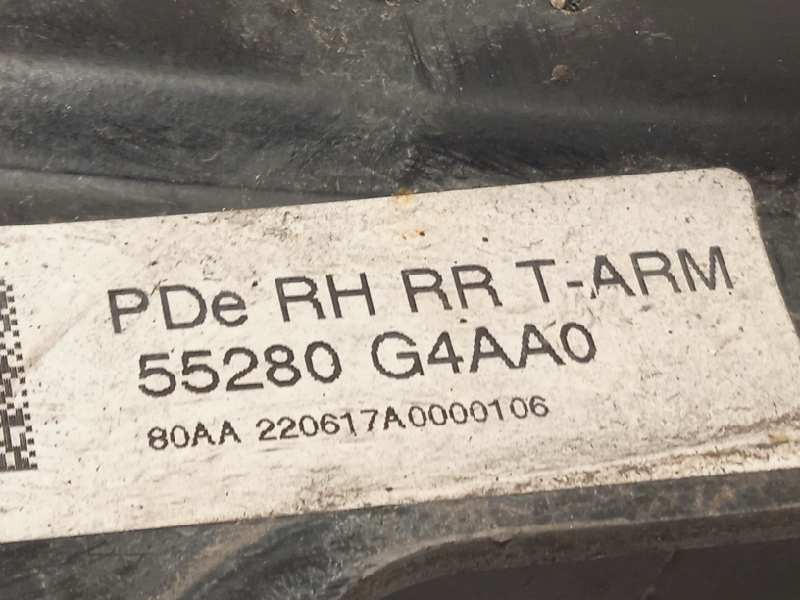 PDe RH RR T-ARM
55280 G4AA0
80AA 220617A0000106